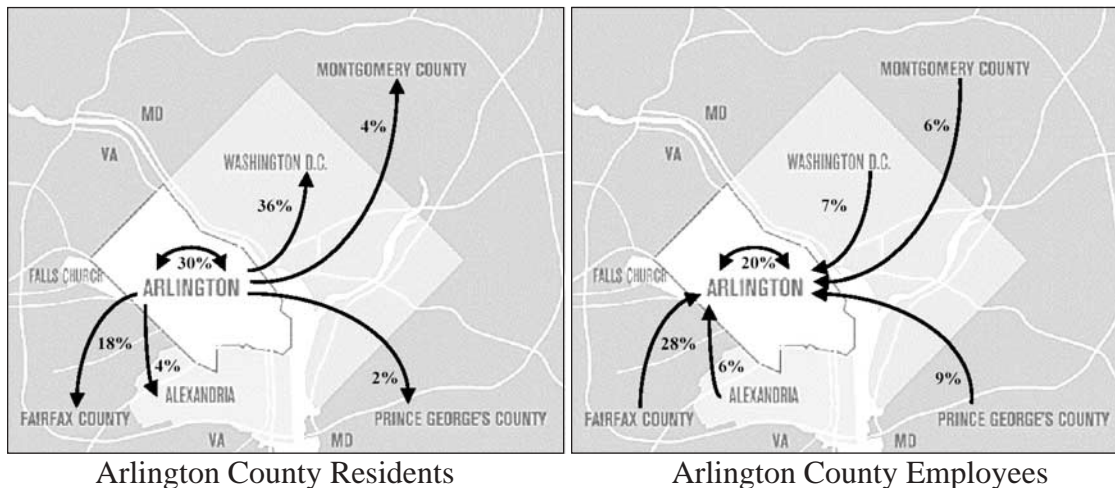 MONTGOMERY COUNTY
4%
MD
VA
WASHINGTON D.C.
36%
30%
FALLS CHURCH
ARLINGTON
18%
4%
2%
ALEXANDRIA
FAIRFAX COUNTY
PRINCE GEORGE'S COUNTY
VA
MD
Arlington County Residents
MONTGOMERY COUNTY
6%
MD
VA
WASHINGTON D.C.
7%
20%
FALLS CHURCH
ARLINGTON
28%
6%
9%
ALEXANDRIA
FAIRFAX COUNTY
PRINCE GEORGE'S COUNTY
VA
MD
Arlington County Employees